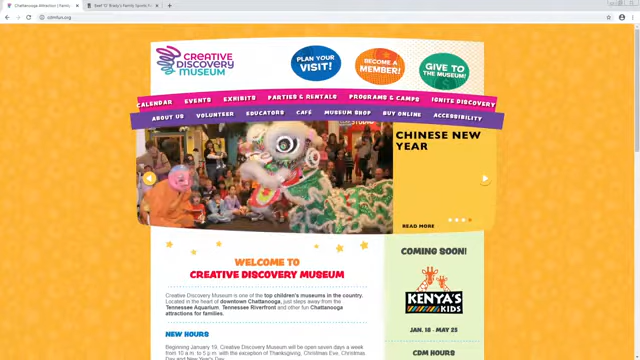 Chattanooga Attraction | Family
Beef 'O' Brady's Family Sports P
cdmfun.org
CREATIVE
DISCOVERY
MUSEUM
PLAN YOUR
VISIT!
BECOME A
MEMBER!
GIVE TO
THE MUSEUM!
CALENDAR EVENTS EXHIBITS PARTIES & RENTALS PROGRAMS & CAMPS IGNITE DISCOVERY
ABOUT US VOLUNTEER EDUCATORS CAFÉ MUSEUM SHOP BUY ONLINE ACCESSIBILITY
CHINESE NEW
YEAR
READ MORE
WELCOME TO
CREATIVE DISCOVERY MUSEUM
Creative Discovery Museum is one of the top children's museums in the country.
Located in the heart of downtown Chattanooga, just steps away from the
Tennessee Aquarium, Tennessee Riverfront and other fun Chattanooga
attractions for families.
NEW HOURS
Beginning January 19, Creative Discovery Museum will be open seven days a week
from 10 a.m. to 5 p.m. with the exception of Thanksgiving, Christmas Eve, Christmas
Day and New Year's Day.
COMING SOON!
KENYA'S
KIDS
JAN. 18 - MAY 25
CDM HOURS